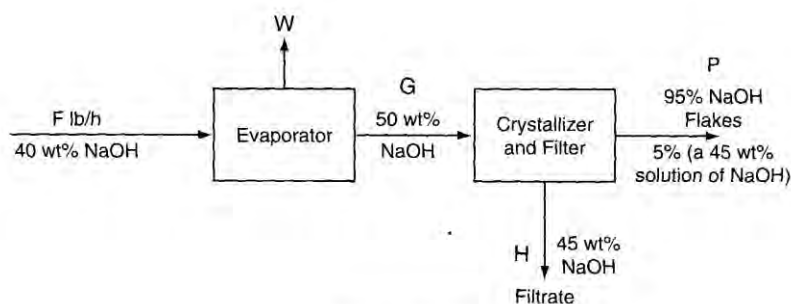 W
F lb/h
40 wt% NaOH
Evaporator
G
50 wt%
NaOH
Crystallizer
and Filter
P
95% NaOH
Flakes
5% (a 45 wt%
solution of NaOH)
H
45 wt%
NaOH
Filtrate